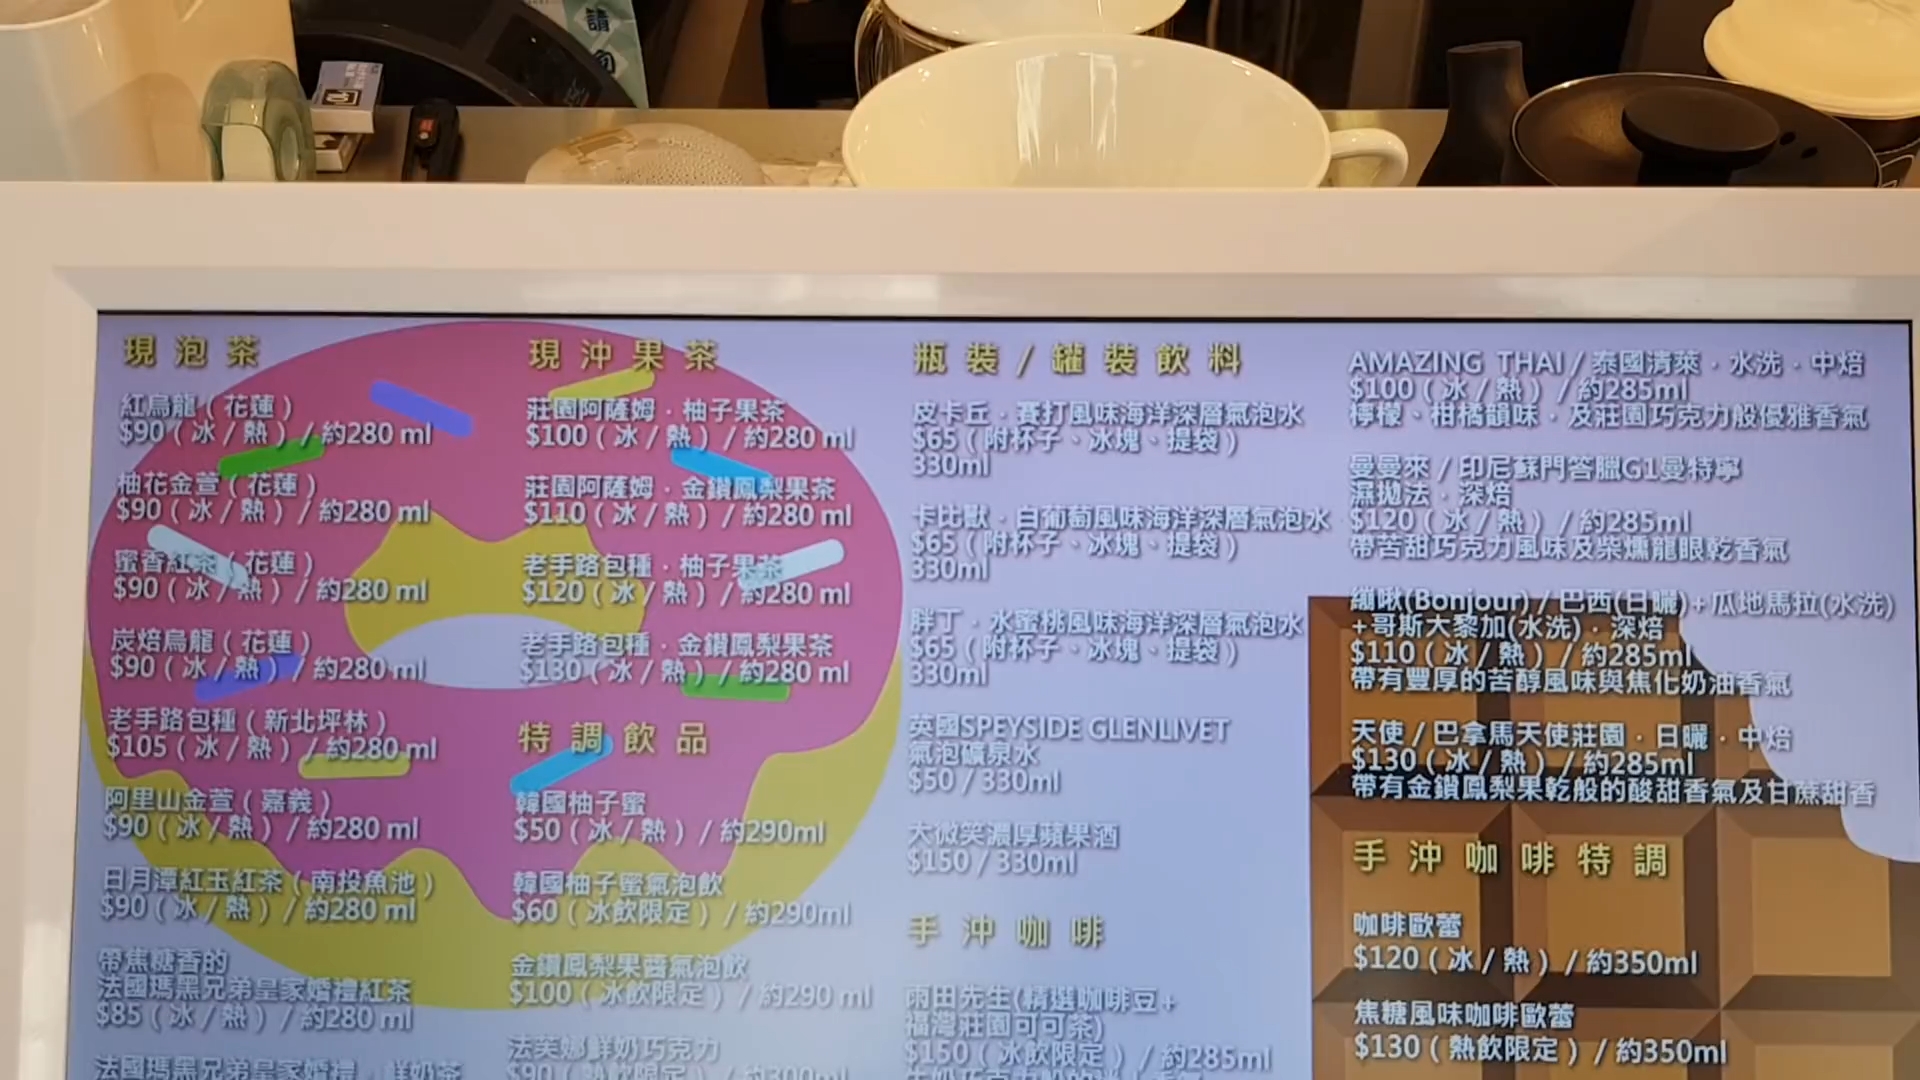 請勿
現泡茶
紅烏龍（花蓮）
$90（冰/熱）/約280 ml
柚花金萱（花蓮）
$90（冰/熱）/約280 ml
蜜香紅茶（花蓮）
$90（冰/熱）/約280 ml
炭焙烏龍（花蓮）
$90（冰/熱）/約280 ml
老手路包種（新北坪林）
$105（冰/熱）/約280 ml
阿里山金萱（嘉義）
$90（冰/熱）/約280 ml
日月潭紅玉紅茶（南投魚池）
$90（冰/熱）/約280 ml
帶焦糖香的
法國瑪黑兄弟皇家婚禮紅茶
$85（冰/熱）/約280 ml
法國瑪黑兄弟皇家婚禮．鮮奶茶
現沖果茶
莊園阿薩姆．柚子果茶
$100（冰/熱）/約280 ml
莊園阿薩姆．金鑽鳳梨果茶
$110（冰/熱）/約280 ml
老手路包種．柚子果茶
$120（冰/熱）/約280 ml
老手路包種．金鑽鳳梨果茶
$130（冰/熱）/約280 ml
特調飲品
韓國柚子蜜
$50（冰/熱）/約290ml
韓國柚子蜜氣泡飲
$60（冰飲限定）/約290ml
金鑽鳳梨果醬氣泡飲
$100（冰飲限定）/約290 ml
法芙娜鮮奶巧克力
$90（熱飲限定）/約300ml
瓶裝/罐裝飲料
皮卡丘．賽打風味海洋深層氣泡水
$65（附杯子、冰塊、提袋）
330ml
卡比獸．白葡萄風味海洋深層氣泡水
$65（附杯子、冰塊、提袋）
330ml
胖丁．水蜜桃風味海洋深層氣泡水
$65（附杯子、冰塊、提袋）
330ml
英國SPEYSIDE GLENLIVET
氣泡礦泉水
$50 / 330ml
大微笑濃厚蘋果酒
$150 / 330ml
手沖咖啡
雨田先生(精選咖啡豆+
福灣莊園可可茶)
$150（冰飲限定）/約285ml
AMAZING THAI / 泰國清萊．水洗．中焙
$100（冰/熱）/約285ml
檸檬、柑橘韻味．及莊園巧克力般優雅香氣
曼曼來 / 印尼蘇門答臘G1曼特寧
濕拋法．深焙
$120（冰/熱）/約285ml
帶苦甜巧克力風味及柴燻龍眼乾香氣
繃啾(Bonjour) / 巴西(日曬)+瓜地馬拉(水洗)
+哥斯大黎加(水洗)．深焙
$110（冰/熱）/約285ml
帶有豐厚的苦醇風味與焦化奶油香氣
天使 / 巴拿馬天使莊園．日曬．中焙
$130（冰/熱）/約285ml
帶有金鑽鳳梨果乾般的酸甜香氣及甘蔗甜香
手沖咖啡特調
咖啡歐蕾
$120（冰/熱）/約350ml
焦糖風味咖啡歐蕾
$130（熱飲限定）/約350ml